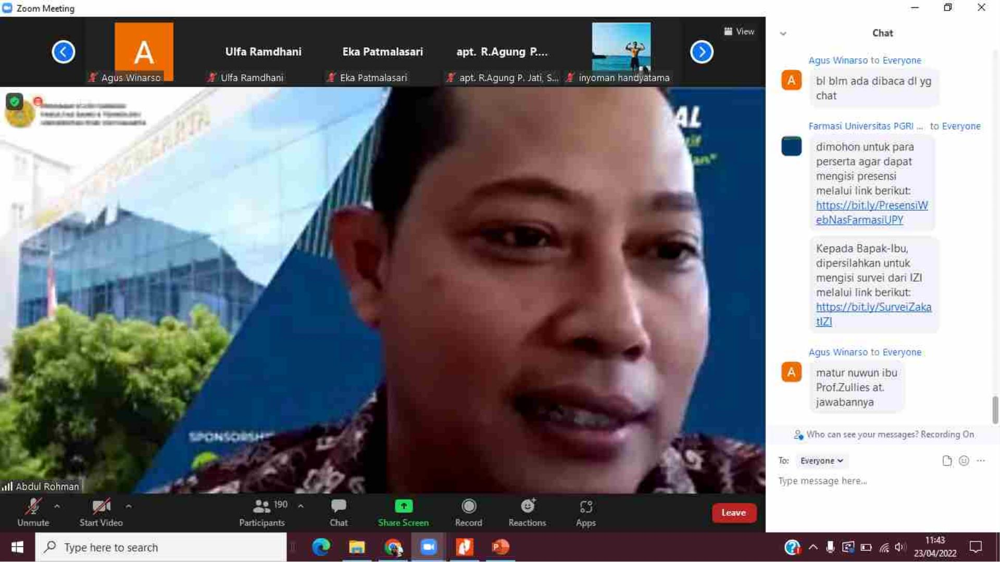 Zoom Meeting
View
A
Ulfa Ramdhani
Eka Patmalasari
apt. R.Agung P....
Agus Winarso
Ulfa Ramdhani
Eka Patmalasari
apt. R.Agung P. Jati, S...
inyoman handyatama
AL
an"
SPONSORSH
Abdul Rohman
Unmute
Start Video
190
Participants
Chat
Share Screen
Record
Reactions
Apps
Leave
Chat
Agus Winarso to Everyone
A
bl blm ada dibaca dl yg
chat
Farmasi Universitas PGRI ... to Everyone
dimohon untuk para
perserta agar dapat
mengisi presensi
melalui link berikut:
https://bit.ly/PresensiW
ebNasFarmasiUPY
Kepada Bapak-Ibu,
dipersilahkan untuk
mengisi survei dari IZI
melalui link berikut:
https://bit.ly/SurveiZaka
tIZI
Agus Winarso to Everyone
A
matur nuwun ibu
Prof.Zullies at.
jawabannya
Who can see your messages? Recording On
To: Everyone
Type message here...
Type here to search
11:43
23/04/2022